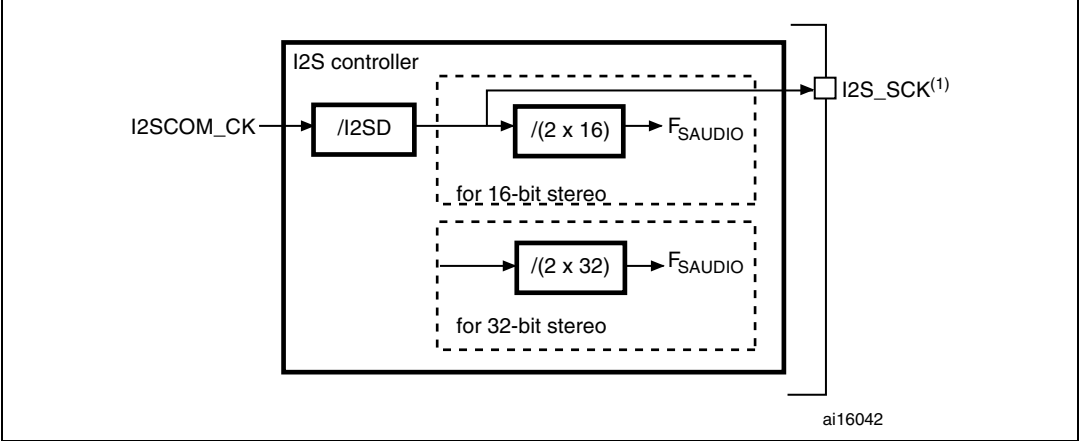 I2S controller
I2SCOM_CK
/I2SD
/(2 x 16)
FSAUDIO
I2S_SCK(1)
for 16-bit stereo
/(2 x 32)
FSAUDIO
for 32-bit stereo
ai16042